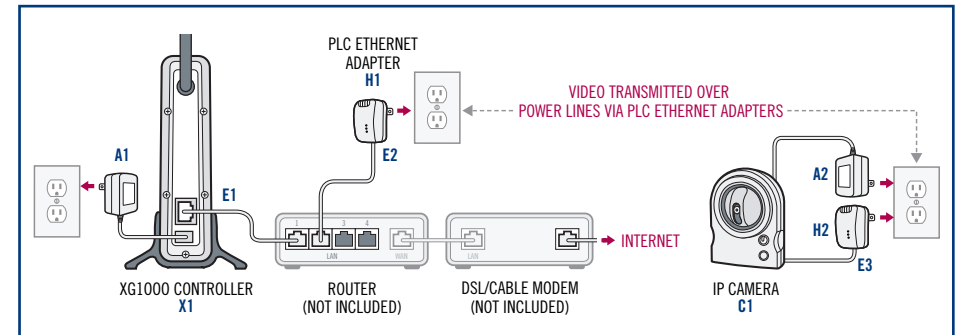 PLC ETHERNET
ADAPTER
H1
VIDEO TRANSMITTED OVER
POWER LINES VIA PLC ETHERNET ADAPTERS
A1
E1
E2
A2
H2
E3
1
3
4
LAN
WAN
LAN
INTERNET
XG1000 CONTROLLER
X1
ROUTER
(NOT INCLUDED)
DSL/CABLE MODEM
(NOT INCLUDED)
IP CAMERA
C1